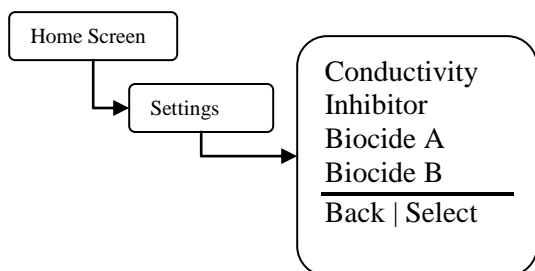 Home Screen
Settings
Conductivity
Inhibitor
Biocide A
Biocide B
Back | Select